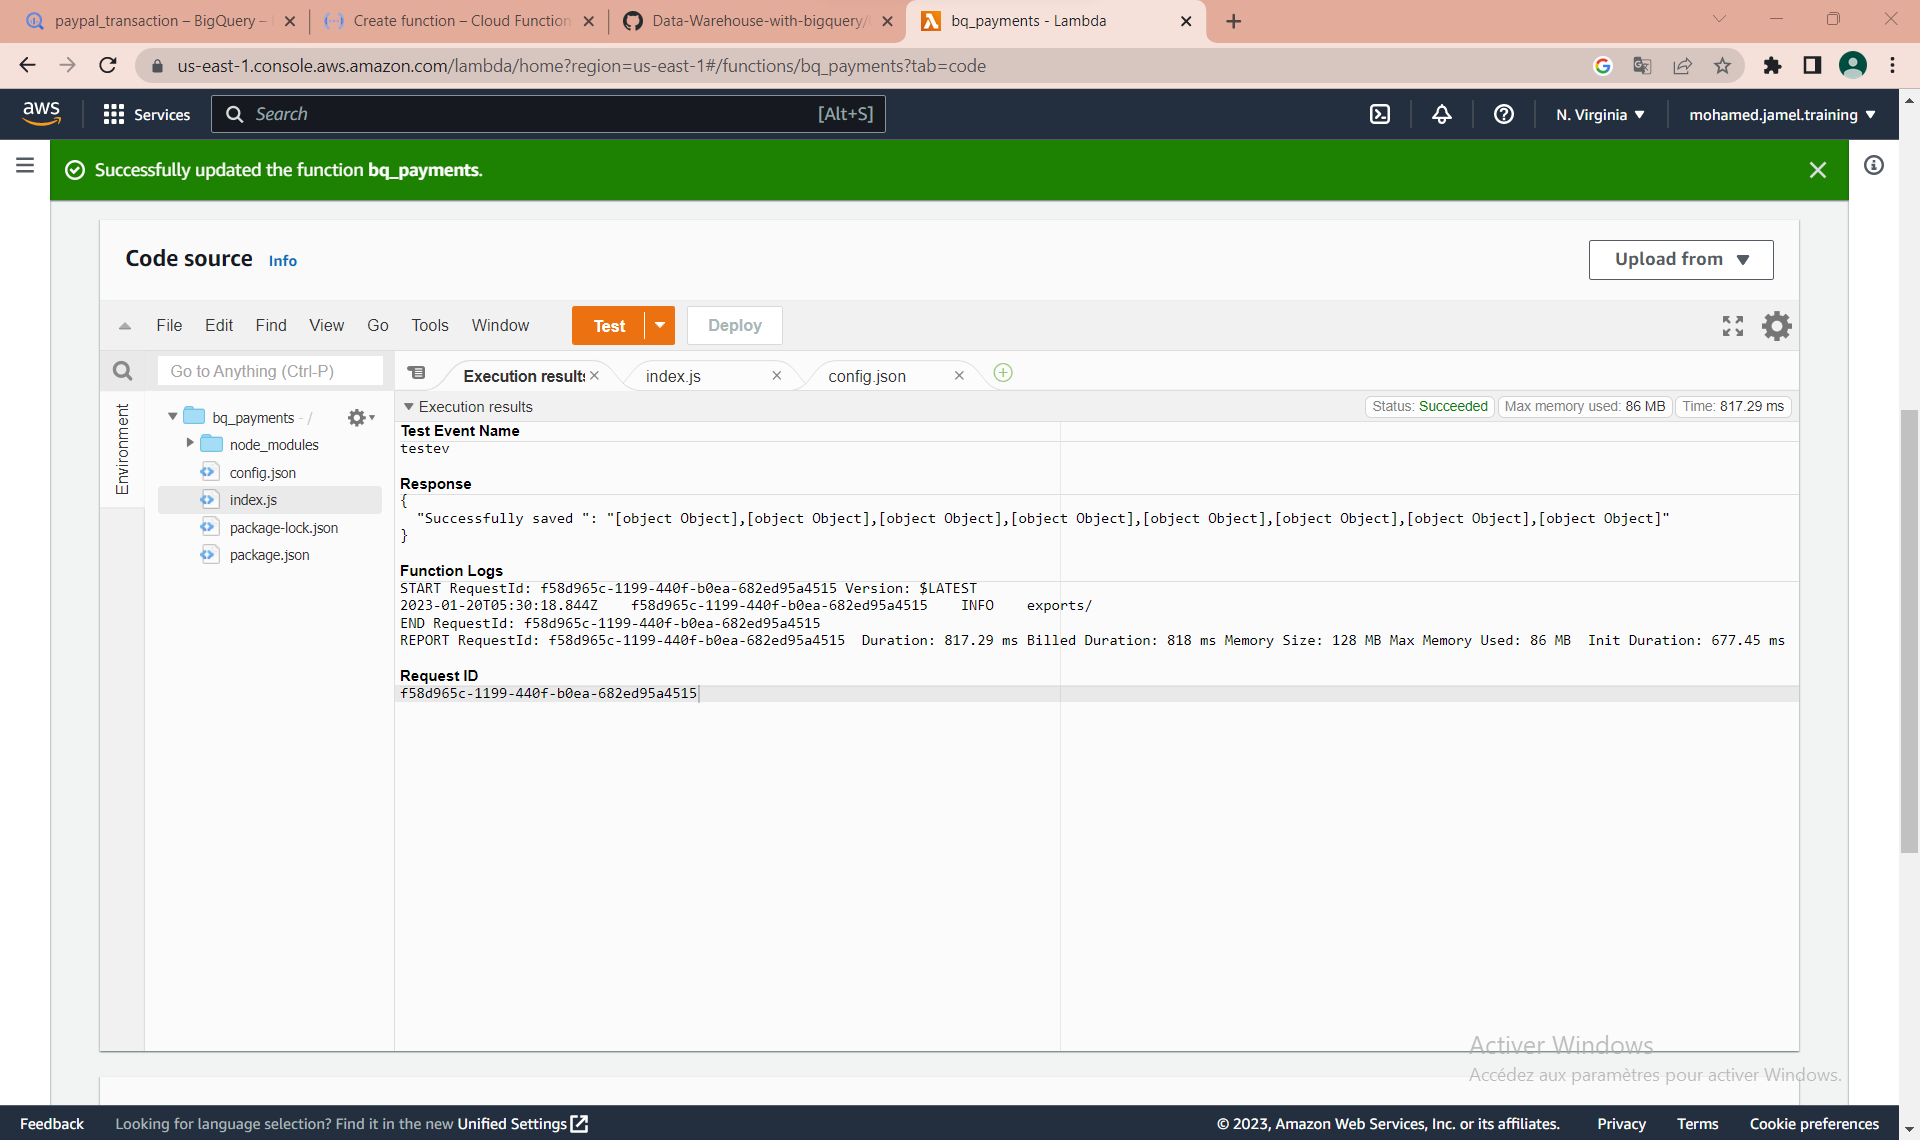 paypal_transaction – BigQuery –
Create function – Cloud Function
Data-Warehouse-with-bigquery/
bq_payments - Lambda
us-east-1.console.aws.amazon.com/lambda/home?region=us-east-1#/functions/bq_payments?tab=code
aws
Services
Search
[Alt+S]
N. Virginia
mohamed.jamel.training
Successfully updated the function bq_payments.
Code source Info
Upload from
File Edit Find View Go Tools Window
Test
Deploy
Go to Anything (Ctrl-P)
Execution results
index.js
config.json
Environment
bq_payments - /
node_modules
config.json
index.js
package-lock.json
package.json
Execution results
Status: Succeeded
Max memory used: 86 MB
Time: 817.29 ms
Test Event Name
testev
Response
{
"Successfully saved ": "[object Object],[object Object],[object Object],[object Object],[object Object],[object Object],[object Object],[object Object]"
}
Function Logs
START RequestId: f58d965c-1199-440f-b0ea-682ed95a4515 Version: $LATEST
2023-01-20T05:30:18.844Z f58d965c-1199-440f-b0ea-682ed95a4515 INFO exports/
END RequestId: f58d965c-1199-440f-b0ea-682ed95a4515
REPORT RequestId: f58d965c-1199-440f-b0ea-682ed95a4515 Duration: 817.29 ms Billed Duration: 818 ms Memory Size: 128 MB Max Memory Used: 86 MB Init Duration: 677.45 ms
Request ID
f58d965c-1199-440f-b0ea-682ed95a4515
Activer Windows
Accédez aux paramètres pour activer Windows.
Feedback
Looking for language selection? Find it in the new Unified Settings
© 2023, Amazon Web Services, Inc. or its affiliates.
Privacy
Terms
Cookie preferences